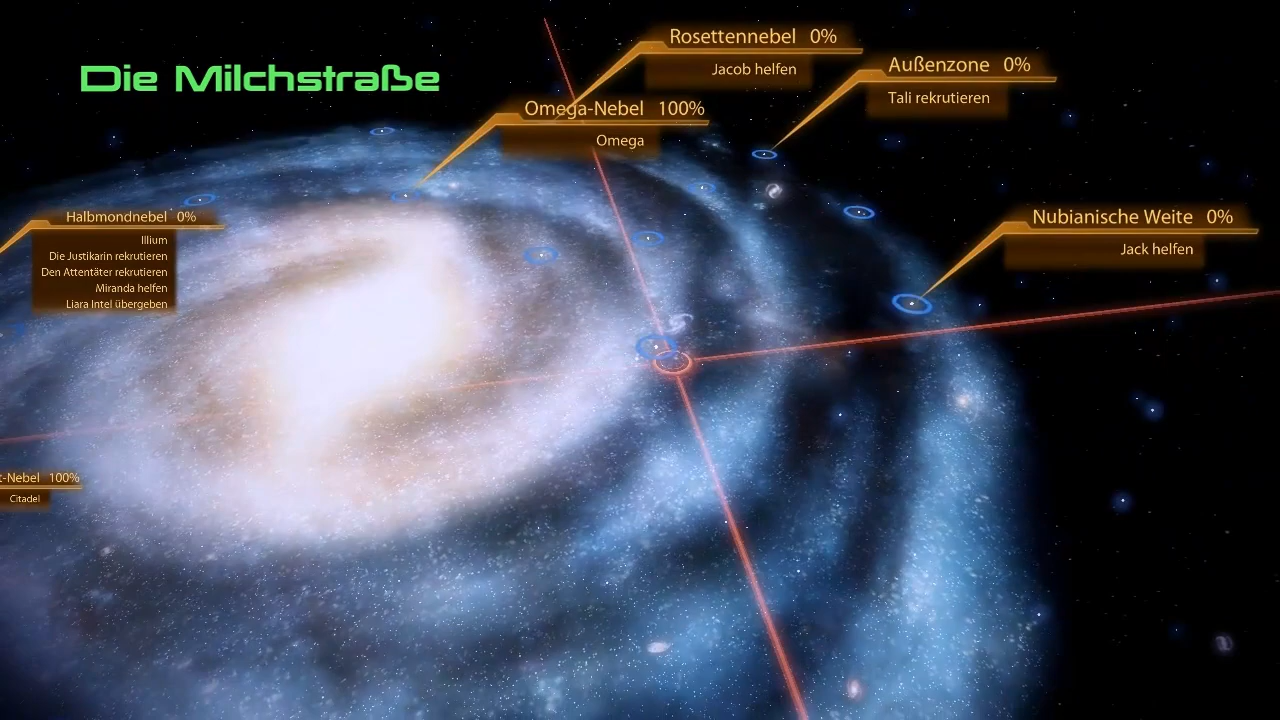 Die Milchstraße
Rosettennebel 0%
Jacob helfen
Außenzone 0%
Tali rekrutieren
Omega-Nebel 100%
Omega
Halbmondnebel 0%
Illium
Die Justikarin rekrutieren
Den Attentäter rekrutieren
Miranda helfen
Liara Intel übergeben
Nubianische Weite 0%
Jack helfen
t-Nebel 100%
Citadel